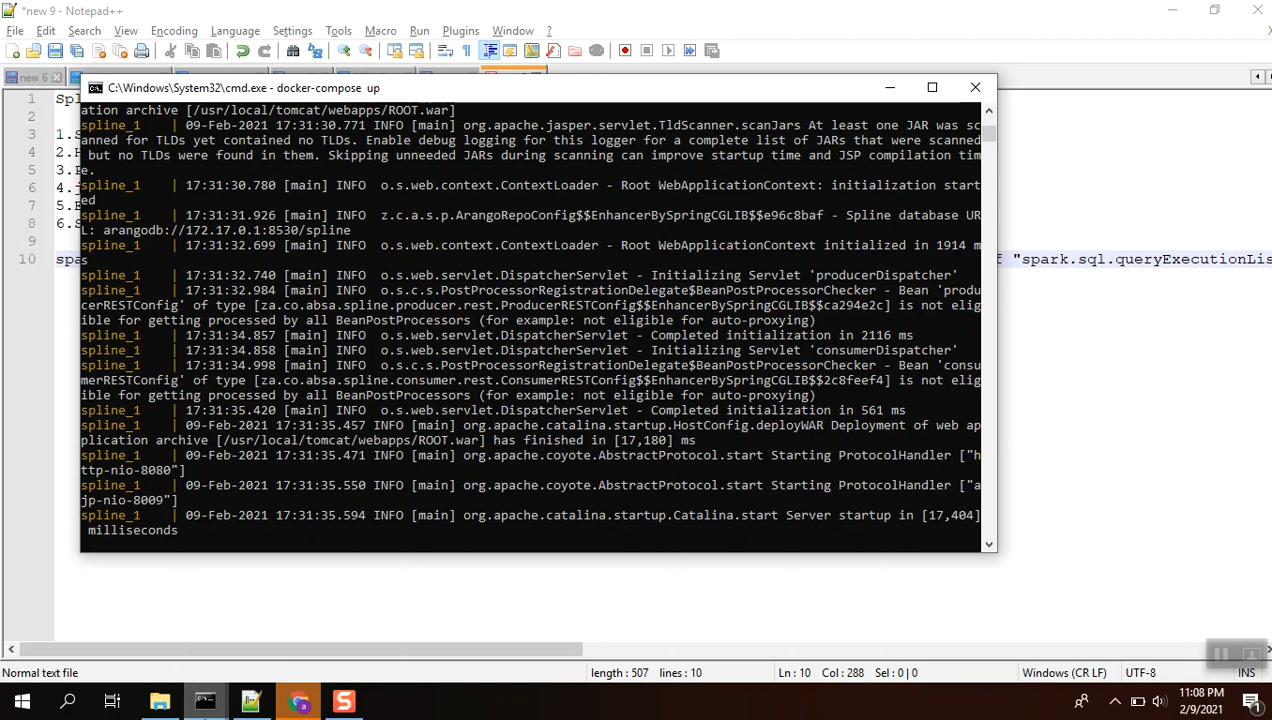 *new 9 - Notepad++
File Edit Search View Encoding Language Settings Tools Macro Run Plugins Window ?
new 6
C:\Windows\System32\cmd.exe - docker-compose up
ation archive [/usr/local/tomcat/webapps/ROOT.war]
spline_1 | 09-Feb-2021 17:31:30.771 INFO [main] org.apache.jasper.servlet.TldScanner.scanJars At least one JAR was sc
anned for TLDs yet contained no TLDs. Enable debug logging for this logger for a complete list of JARs that were scanned
but no TLDs were found in them. Skipping unneeded JARs during scanning can improve startup time and JSP compilation tim
e.
spline_1 | 17:31:30.780 [main] INFO o.s.web.context.ContextLoader - Root WebApplicationContext: initialization start
ed
spline_1 | 17:31:31.926 [main] INFO z.c.a.s.p.ArangoRepoConfig$$EnhancerBySpringCGLIB$$e96c8baf - Spline database UR
L: arangodb://172.17.0.1:8530/spline
spline_1 | 17:31:32.699 [main] INFO o.s.web.context.ContextLoader - Root WebApplicationContext initialized in 1914 m
s
spline_1 | 17:31:32.740 [main] INFO o.s.web.servlet.DispatcherServlet - Initializing Servlet 'producerDispatcher'
spline_1 | 17:31:32.984 [main] INFO o.s.c.s.PostProcessorRegistrationDelegate$BeanPostProcessorChecker - Bean 'produ
cerRESTConfig' of type [za.co.absa.spline.producer.rest.ProducerRESTConfig$$EnhancerBySpringCGLIB$$ca294e2c] is not elig
ible for getting processed by all BeanPostProcessors (for example: not eligible for auto-proxying)
spline_1 | 17:31:34.857 [main] INFO o.s.web.servlet.DispatcherServlet - Completed initialization in 2116 ms
spline_1 | 17:31:34.858 [main] INFO o.s.web.servlet.DispatcherServlet - Initializing Servlet 'consumerDispatcher'
spline_1 | 17:31:34.998 [main] INFO o.s.c.s.PostProcessorRegistrationDelegate$BeanPostProcessorChecker - Bean 'consu
merRESTConfig' of type [za.co.absa.spline.consumer.rest.ConsumerRESTConfig$$EnhancerBySpringCGLIB$$2c8feef4] is not elig
ible for getting processed by all BeanPostProcessors (for example: not eligible for auto-proxying)
spline_1 | 17:31:35.420 [main] INFO o.s.web.servlet.DispatcherServlet - Completed initialization in 561 ms
spline_1 | 09-Feb-2021 17:31:35.457 INFO [main] org.apache.catalina.startup.HostConfig.deployWAR Deployment of web ap
plication archive [/usr/local/tomcat/webapps/ROOT.war] has finished in [17,180] ms
spline_1 | 09-Feb-2021 17:31:35.471 INFO [main] org.apache.coyote.AbstractProtocol.start Starting ProtocolHandler ["h
ttp-nio-8080"]
spline_1 | 09-Feb-2021 17:31:35.550 INFO [main] org.apache.coyote.AbstractProtocol.start Starting ProtocolHandler ["a
jp-nio-8009"]
spline_1 | 09-Feb-2021 17:31:35.594 INFO [main] org.apache.catalina.startup.Catalina.start Server startup in [17,404]
milliseconds
1 Spl
2
3 1.S
4 2.H
5 3.
6 4.j
7 5.E
8 6.S
9
10 spa f "spark.sql.queryExecutionLis
Normal text file length : 507 lines : 10 Ln : 10 Col : 288 Sel : 0 | 0 Windows (CR LF) UTF-8 INS
11:08 PM
2/9/2021
1